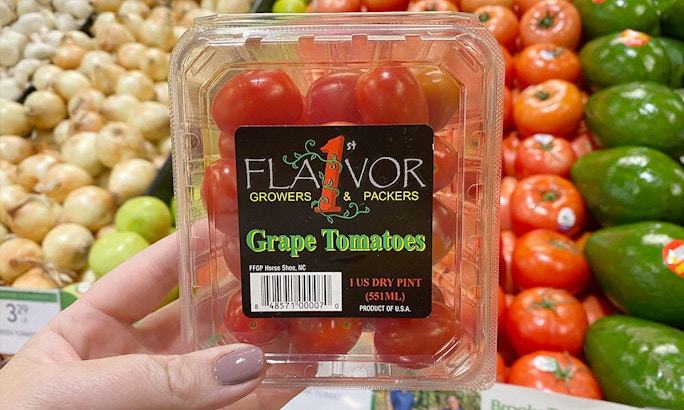 FLAVOR 1st
GROWERS & PACKERS
Grape Tomatoes
FFGP Horse Shoe, NC
8 48571 00007 0
1 US DRY PINT
(551ML)
PRODUCT OF U.S.A.
3.29